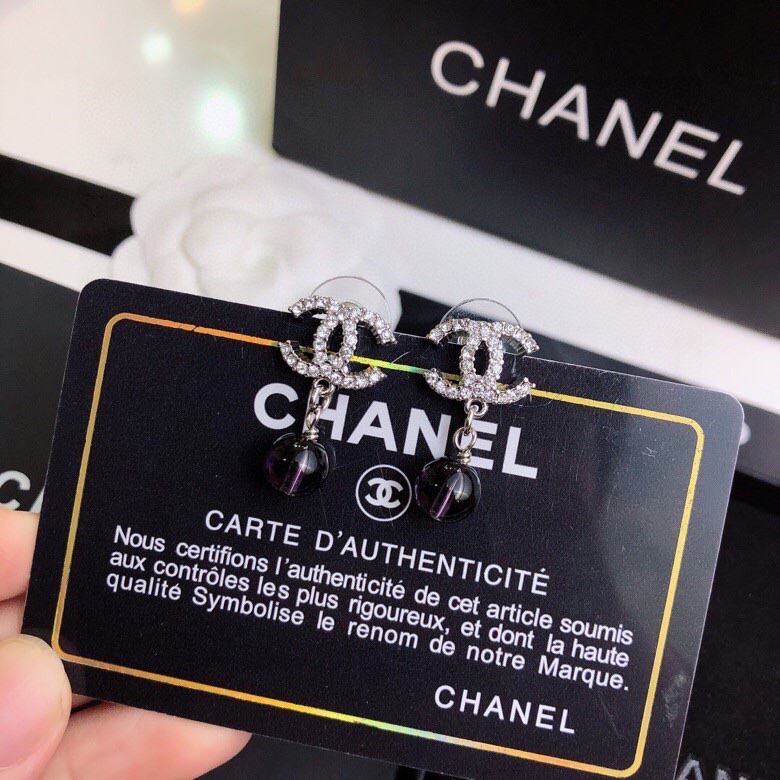 CHANEL
CHANEL
CARTE D'AUTHENTICITÉ
Nous certifions l'authenticité de cet article soumis
aux contrôles les plus rigoureux, et dont la haute
qualité Symbolise le renom de notre Marque.
CHANEL